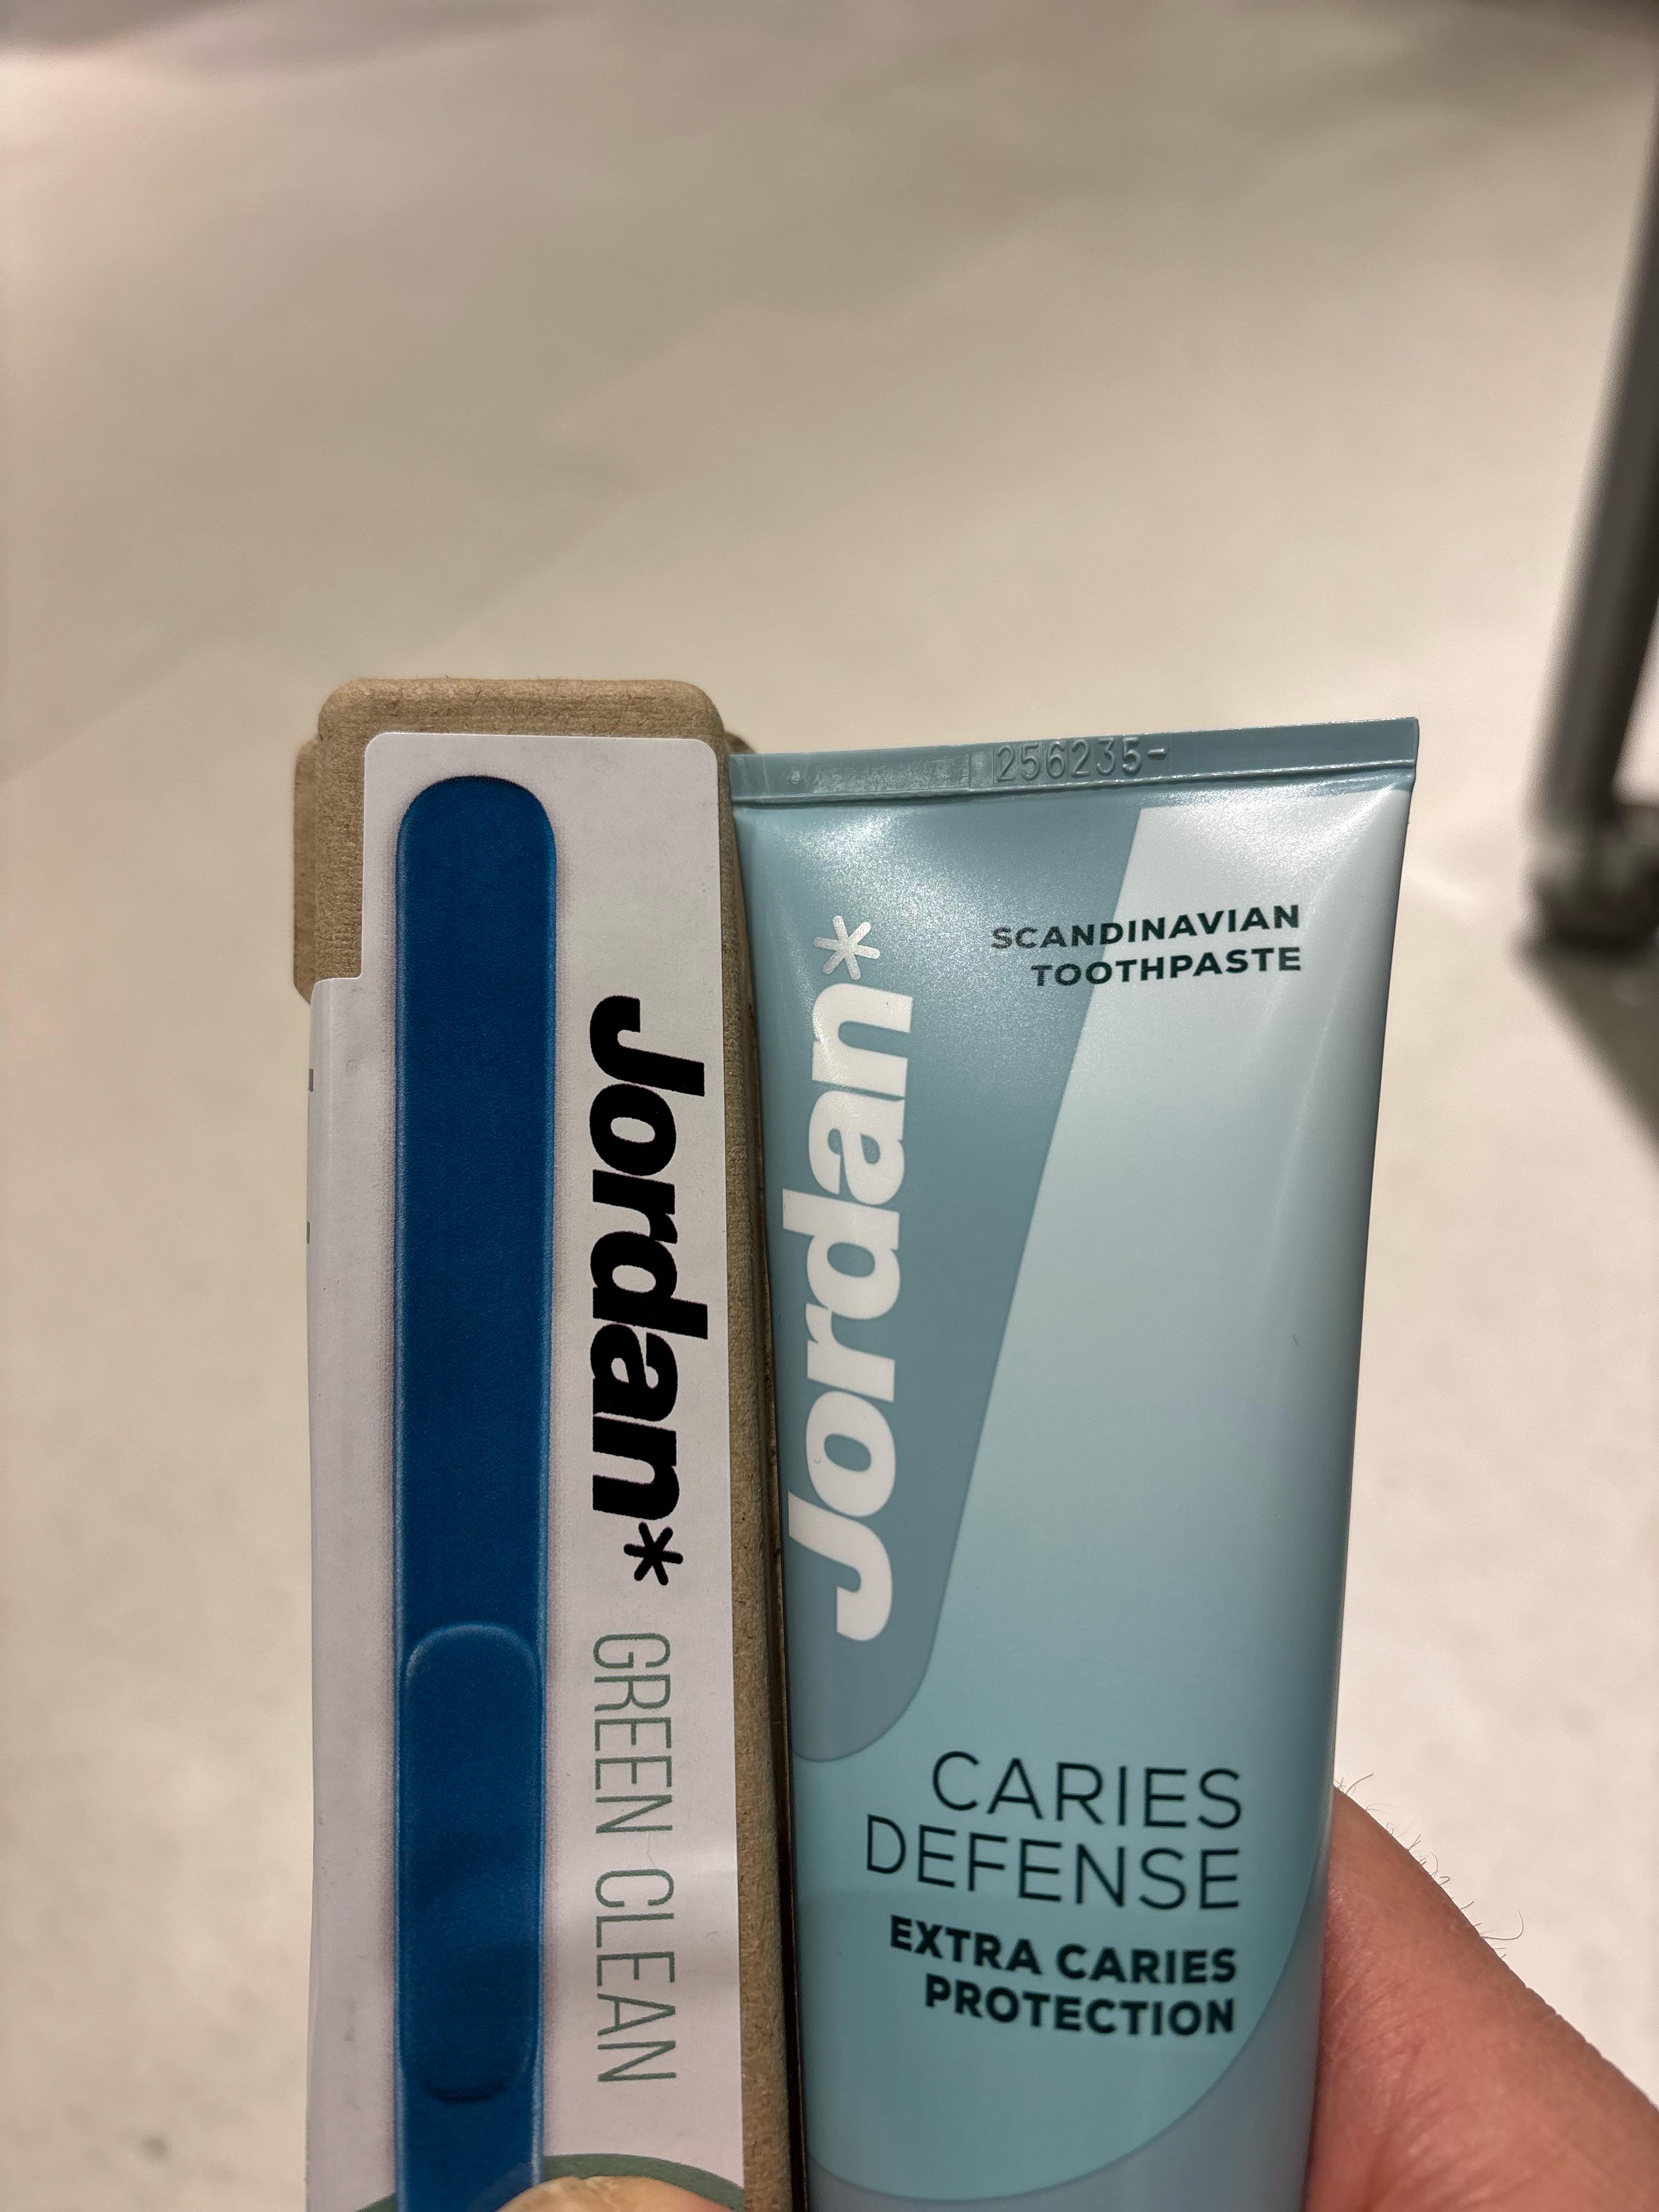 Jordan*
GREEN CLEAN
256235-
SCANDINAVIAN
TOOTHPASTE
Jordan*
CARIES
DEFENSE
EXTRA CARIES
PROTECTION